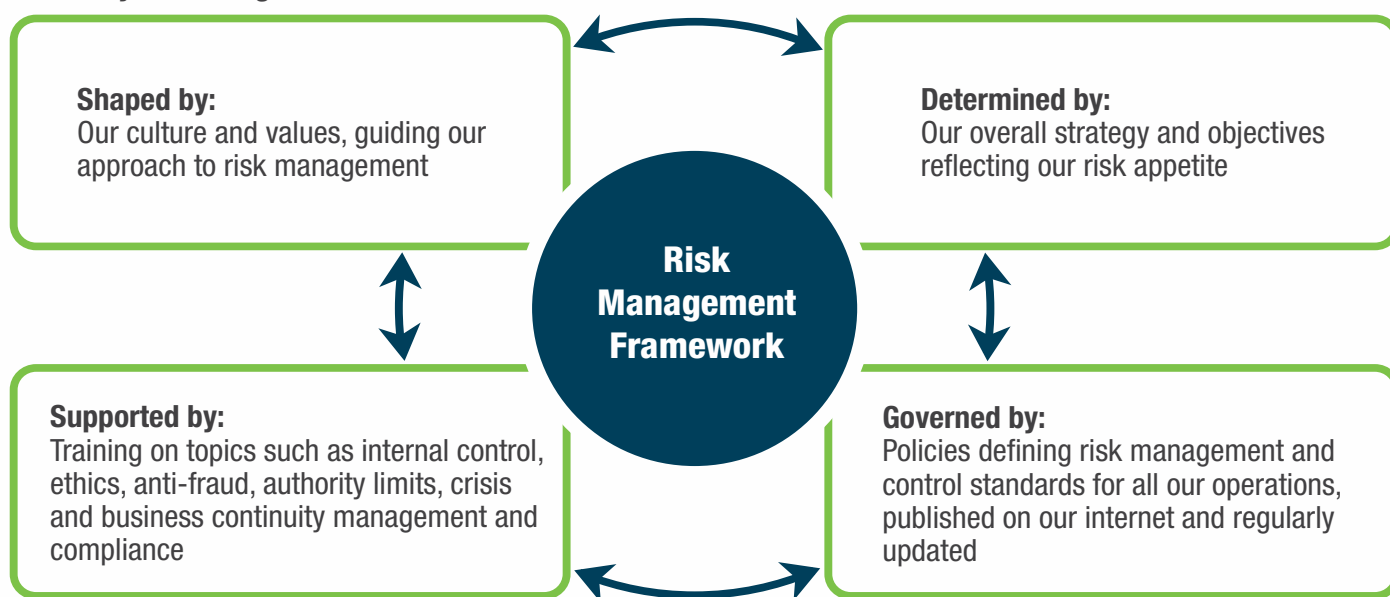 Shaped by:
Our culture and values, guiding our
approach to risk management
Determined by:
Our overall strategy and objectives
reflecting our risk appetite
Risk
Management
Framework
Supported by:
Training on topics such as internal control,
ethics, anti-fraud, authority limits, crisis
and business continuity management and
compliance
Governed by:
Policies defining risk management and
control standards for all our operations,
published on our internet and regularly
updated